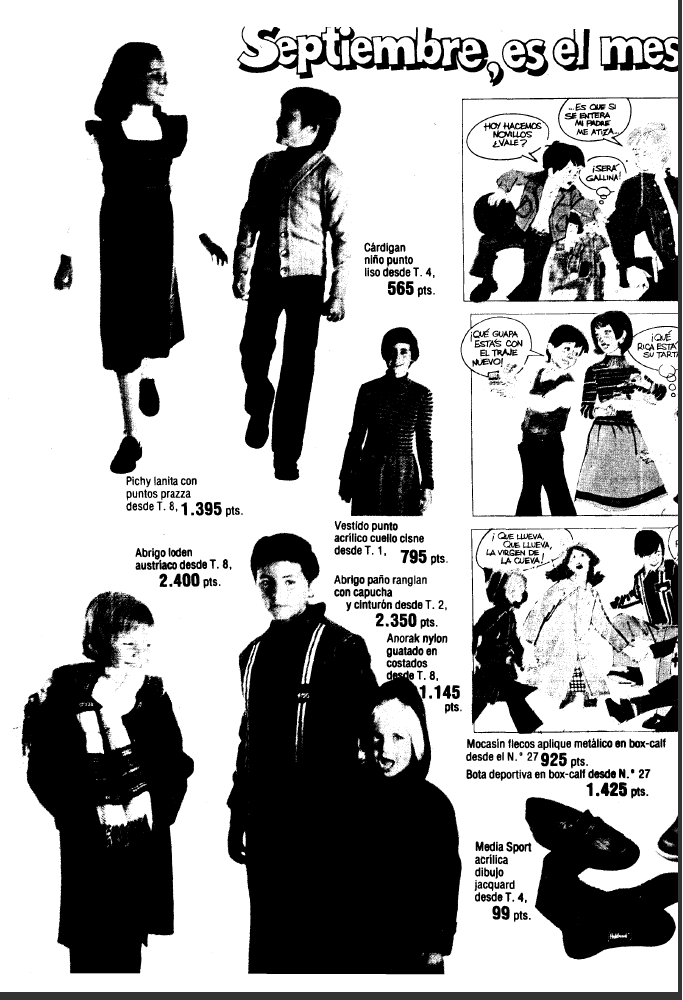 Septiembre, es el mes
HOY HACEMOS
NOVILLOS
¿VALE?
...ES QUE SI
SE ENTERA
MI PADRE
ME ATIZA...
¡SERÁ
GALLINA!
Cárdigan
niño punto
liso desde T. 4,
565 pts.
¡QUÉ GUAPA
ESTÁS CON
EL TRAJE
NUEVO!
¡QUÉ
RICA ESTA
SU TARTA
Pichy lanita con
puntos prazza
desde T. 8, 1.395 pts.
Vestido punto
acrílico cuello cisne
desde T. 1, 795 pts.
Abrigo loden
austríaco desde T. 8,
2.400 pts.
Abrigo paño ranglan
con capucha
y cinturón desde T. 2,
2.350 pts.
Anorak nylon
guatado en
costados
desde T. 8,
1.145
pts.
¡QUE LLUEVA,
QUE LLUEVA,
LA VIRGEN DE
LA CUEVA!
Mocasín flecos aplique metálico en box-calf
desde el N.° 27 925 pts.
Bota deportiva en box-calf desde N.° 27
1.425 pts.
Media Sport
acrílica
dibujo
jacquard
desde T. 4,
99 pts.